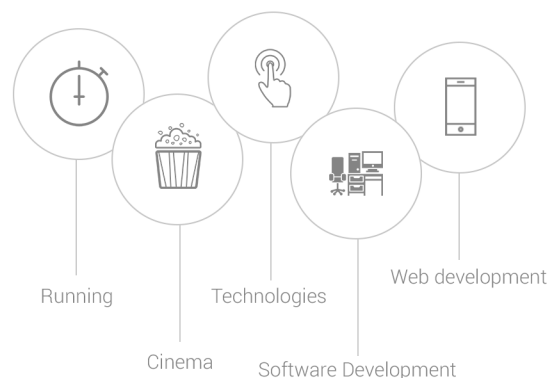 Running
Cinema
Technologies
Software Development
Web development